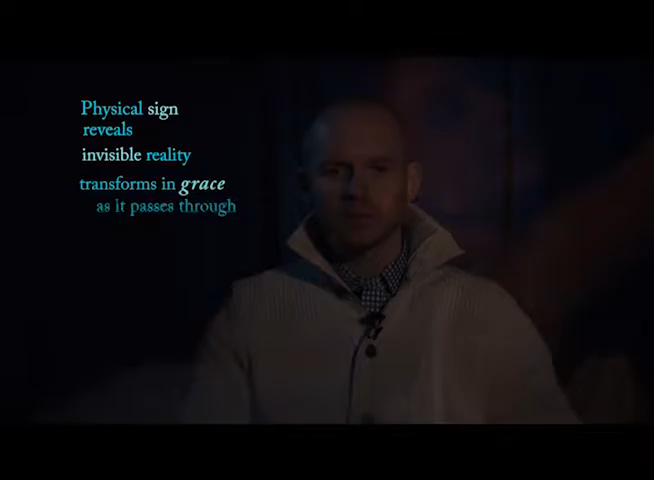 Physical sign
reveals
invisible reality
transforms in grace
as it passes through